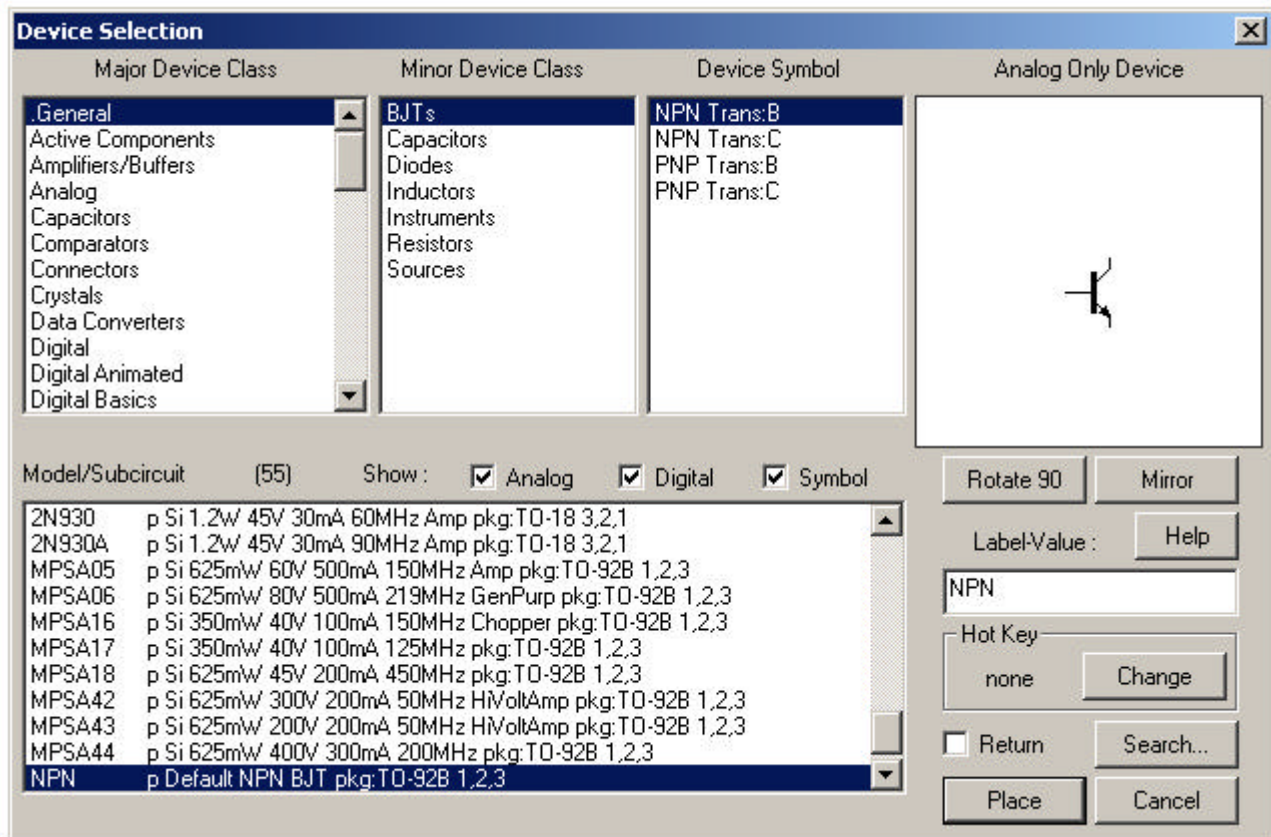 Device Selection
Major Device Class
Minor Device Class
Device Symbol
Analog Only Device
.General
Active Components
Amplifiers/Buffers
Analog
Capacitors
Comparators
Connectors
Crystals
Data Converters
Digital
Digital Animated
Digital Basics
BJTs
Capacitors
Diodes
Inductors
Instruments
Resistors
Sources
NPN Trans:B
NPN Trans:C
PNP Trans:B
PNP Trans:C
Model/Subcircuit (55) Show : Analog Digital Symbol
2N930 p Si 1.2W 45V 30mA 60MHz Amp pkg:TO-18 3,2,1
2N930A p Si 1.2W 45V 30mA 90MHz Amp pkg:TO-18 3,2,1
MPSA05 p Si 625mW 60V 500mA 150MHz Amp pkg:TO-92B 1,2,3
MPSA06 p Si 625mW 80V 500mA 219MHz GenPurp pkg:TO-92B 1,2,3
MPSA16 p Si 350mW 40V 100mA 150MHz Chopper pkg:TO-92B 1,2,3
MPSA17 p Si 350mW 40V 100mA 125MHz pkg:TO-92B 1,2,3
MPSA18 p Si 625mW 45V 200mA 450MHz pkg:TO-92B 1,2,3
MPSA42 p Si 625mW 300V 200mA 50MHz HiVoltAmp pkg:TO-92B 1,2,3
MPSA43 p Si 625mW 200V 200mA 50MHz HiVoltAmp pkg:TO-92B 1,2,3
MPSA44 p Si 625mW 400V 300mA 200MHz pkg:TO-92B 1,2,3
NPN p Default NPN BJT pkg:TO-92B 1,2,3
Rotate 90 Mirror
Label-Value : Help
NPN
Hot Key
none Change
Return Search...
Place Cancel